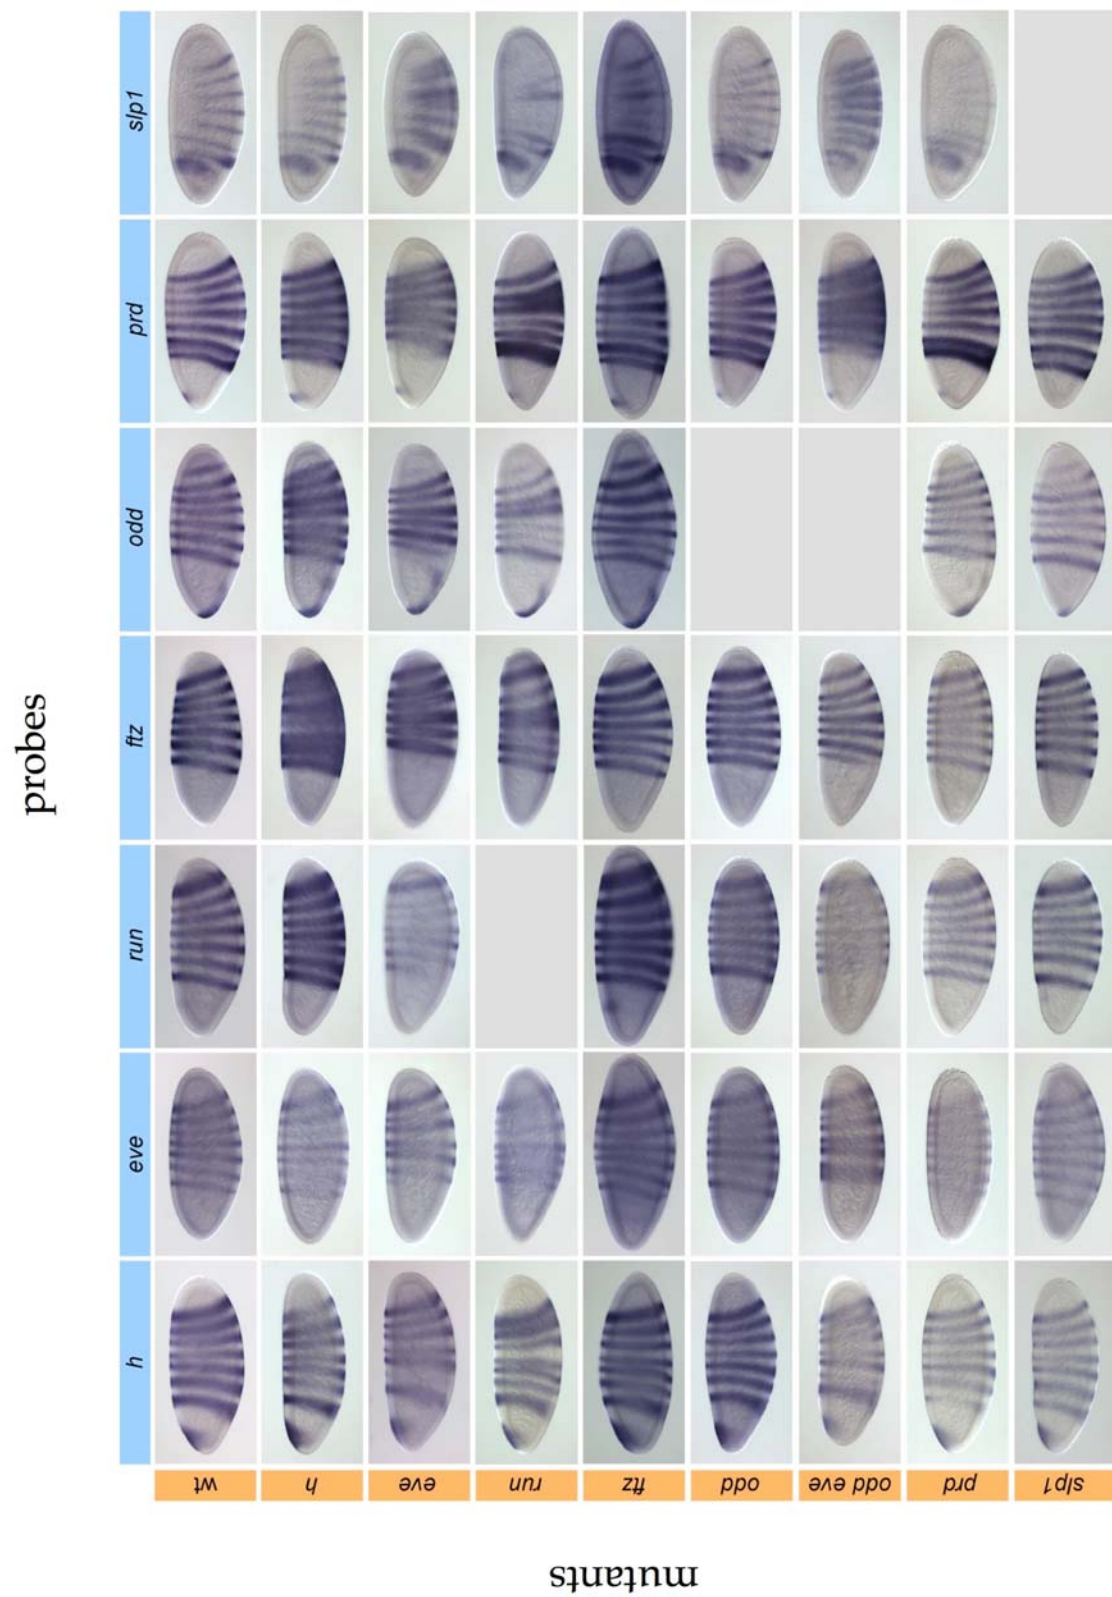 probes
slp1
prd
odd
ftz
run
eve
h
wt
h
eve
run
ftz
odd
odd eve
prd
slp1
mutants